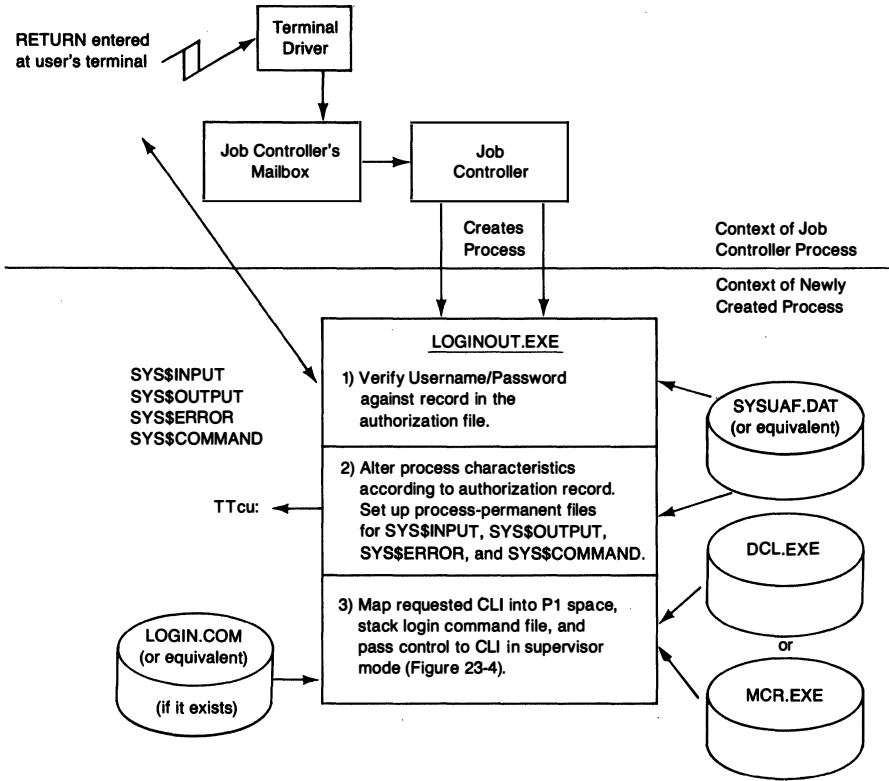 RETURN entered
at user's terminal
Terminal
Driver
Job Controller's
Mailbox
Job
Controller
Creates
Process
Context of Job
Controller Process
Context of Newly
Created Process
LOGINOUT.EXE
1) Verify Username/Password
against record in the
authorization file.
SYS$INPUT
SYS$OUTPUT
SYS$ERROR
SYS$COMMAND
SYSUAF.DAT
(or equivalent)
2) Alter process characteristics
according to authorization record.
Set up process-permanent files
for SYS$INPUT, SYS$OUTPUT,
SYS$ERROR, and SYS$COMMAND.
TTcu:
DCL.EXE
3) Map requested CLI into P1 space,
stack login command file, and
pass control to CLI in supervisor
mode (Figure 23-4).
LOGIN.COM
(or equivalent)
(if it exists)
or
MCR.EXE